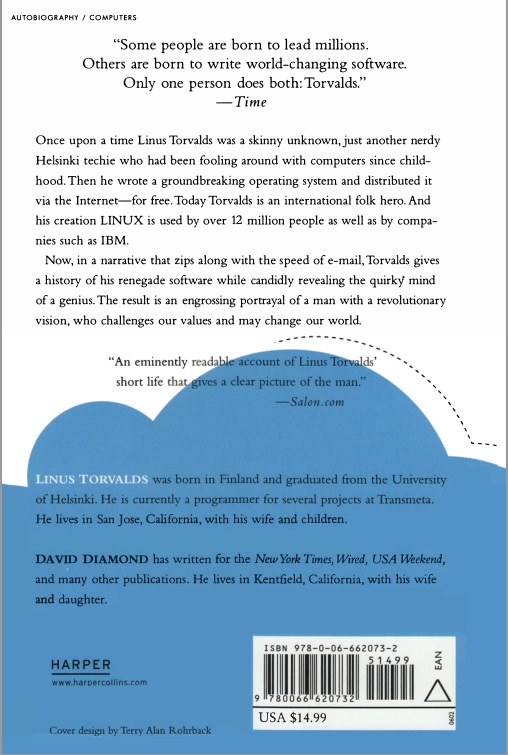 AUTOBIOGRAPHY / COMPUTERS
“Some people are born to lead millions.
Others are born to write world-changing software.
Only one person does both: Torvalds.”
—Time
Once upon a time Linus Torvalds was a skinny unknown, just another nerdy
Helsinki techie who had been fooling around with computers since child-
hood. Then he wrote a groundbreaking operating system and distributed it
via the Internet—for free. Today Torvalds is an international folk hero. And
his creation LINUX is used by over 12 million people as well as by compa-
nies such as IBM.
Now, in a narrative that zips along with the speed of e-mail, Torvalds gives
a history of his renegade software while candidly revealing the quirky mind
of a genius. The result is an engrossing portrayal of a man with a revolutionary
vision, who challenges our values and may change our world.
“An eminently readable account of Linus Torvalds’
short life that gives a clear picture of the man.”
—Salon.com
LINUS TORVALDS was born in Finland and graduated from the University
of Helsinki. He is currently a programmer for several projects at Transmeta.
He lives in San Jose, California, with his wife and children.
DAVID DIAMOND has written for the New York Times, Wired, USA Weekend,
and many other publications. He lives in Kentfield, California, with his wife
and daughter.
HARPER
www.harpercollins.com
Cover design by Terry Alan Rohrback
ISBN 978-0-06-662073-2
51499
9 780066 620732
EAN
USA $14.99
0602